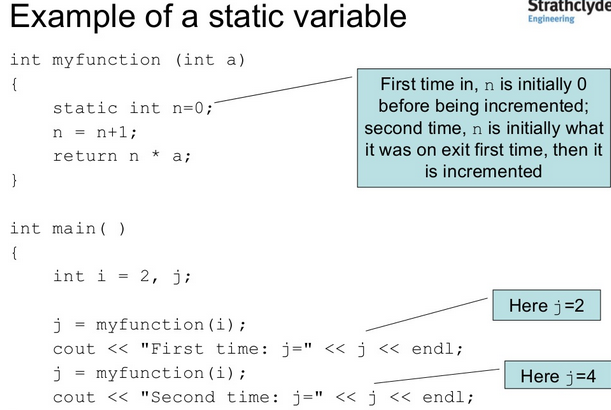 Example of a static variable
Strathclyde
Engineering
int myfunction (int a)
{
static int n=0;
n = n+1;
return n * a;
}
First time in, n is initially 0
before being incremented;
second time, n is initially what
it was on exit first time, then it
is incremented
int main( )
{
int i = 2, j;
j = myfunction(i);
cout << "First time: j=" << j << endl;
j = myfunction(i);
cout << "Second time: j=" << j << endl;
Here j=2
Here j=4